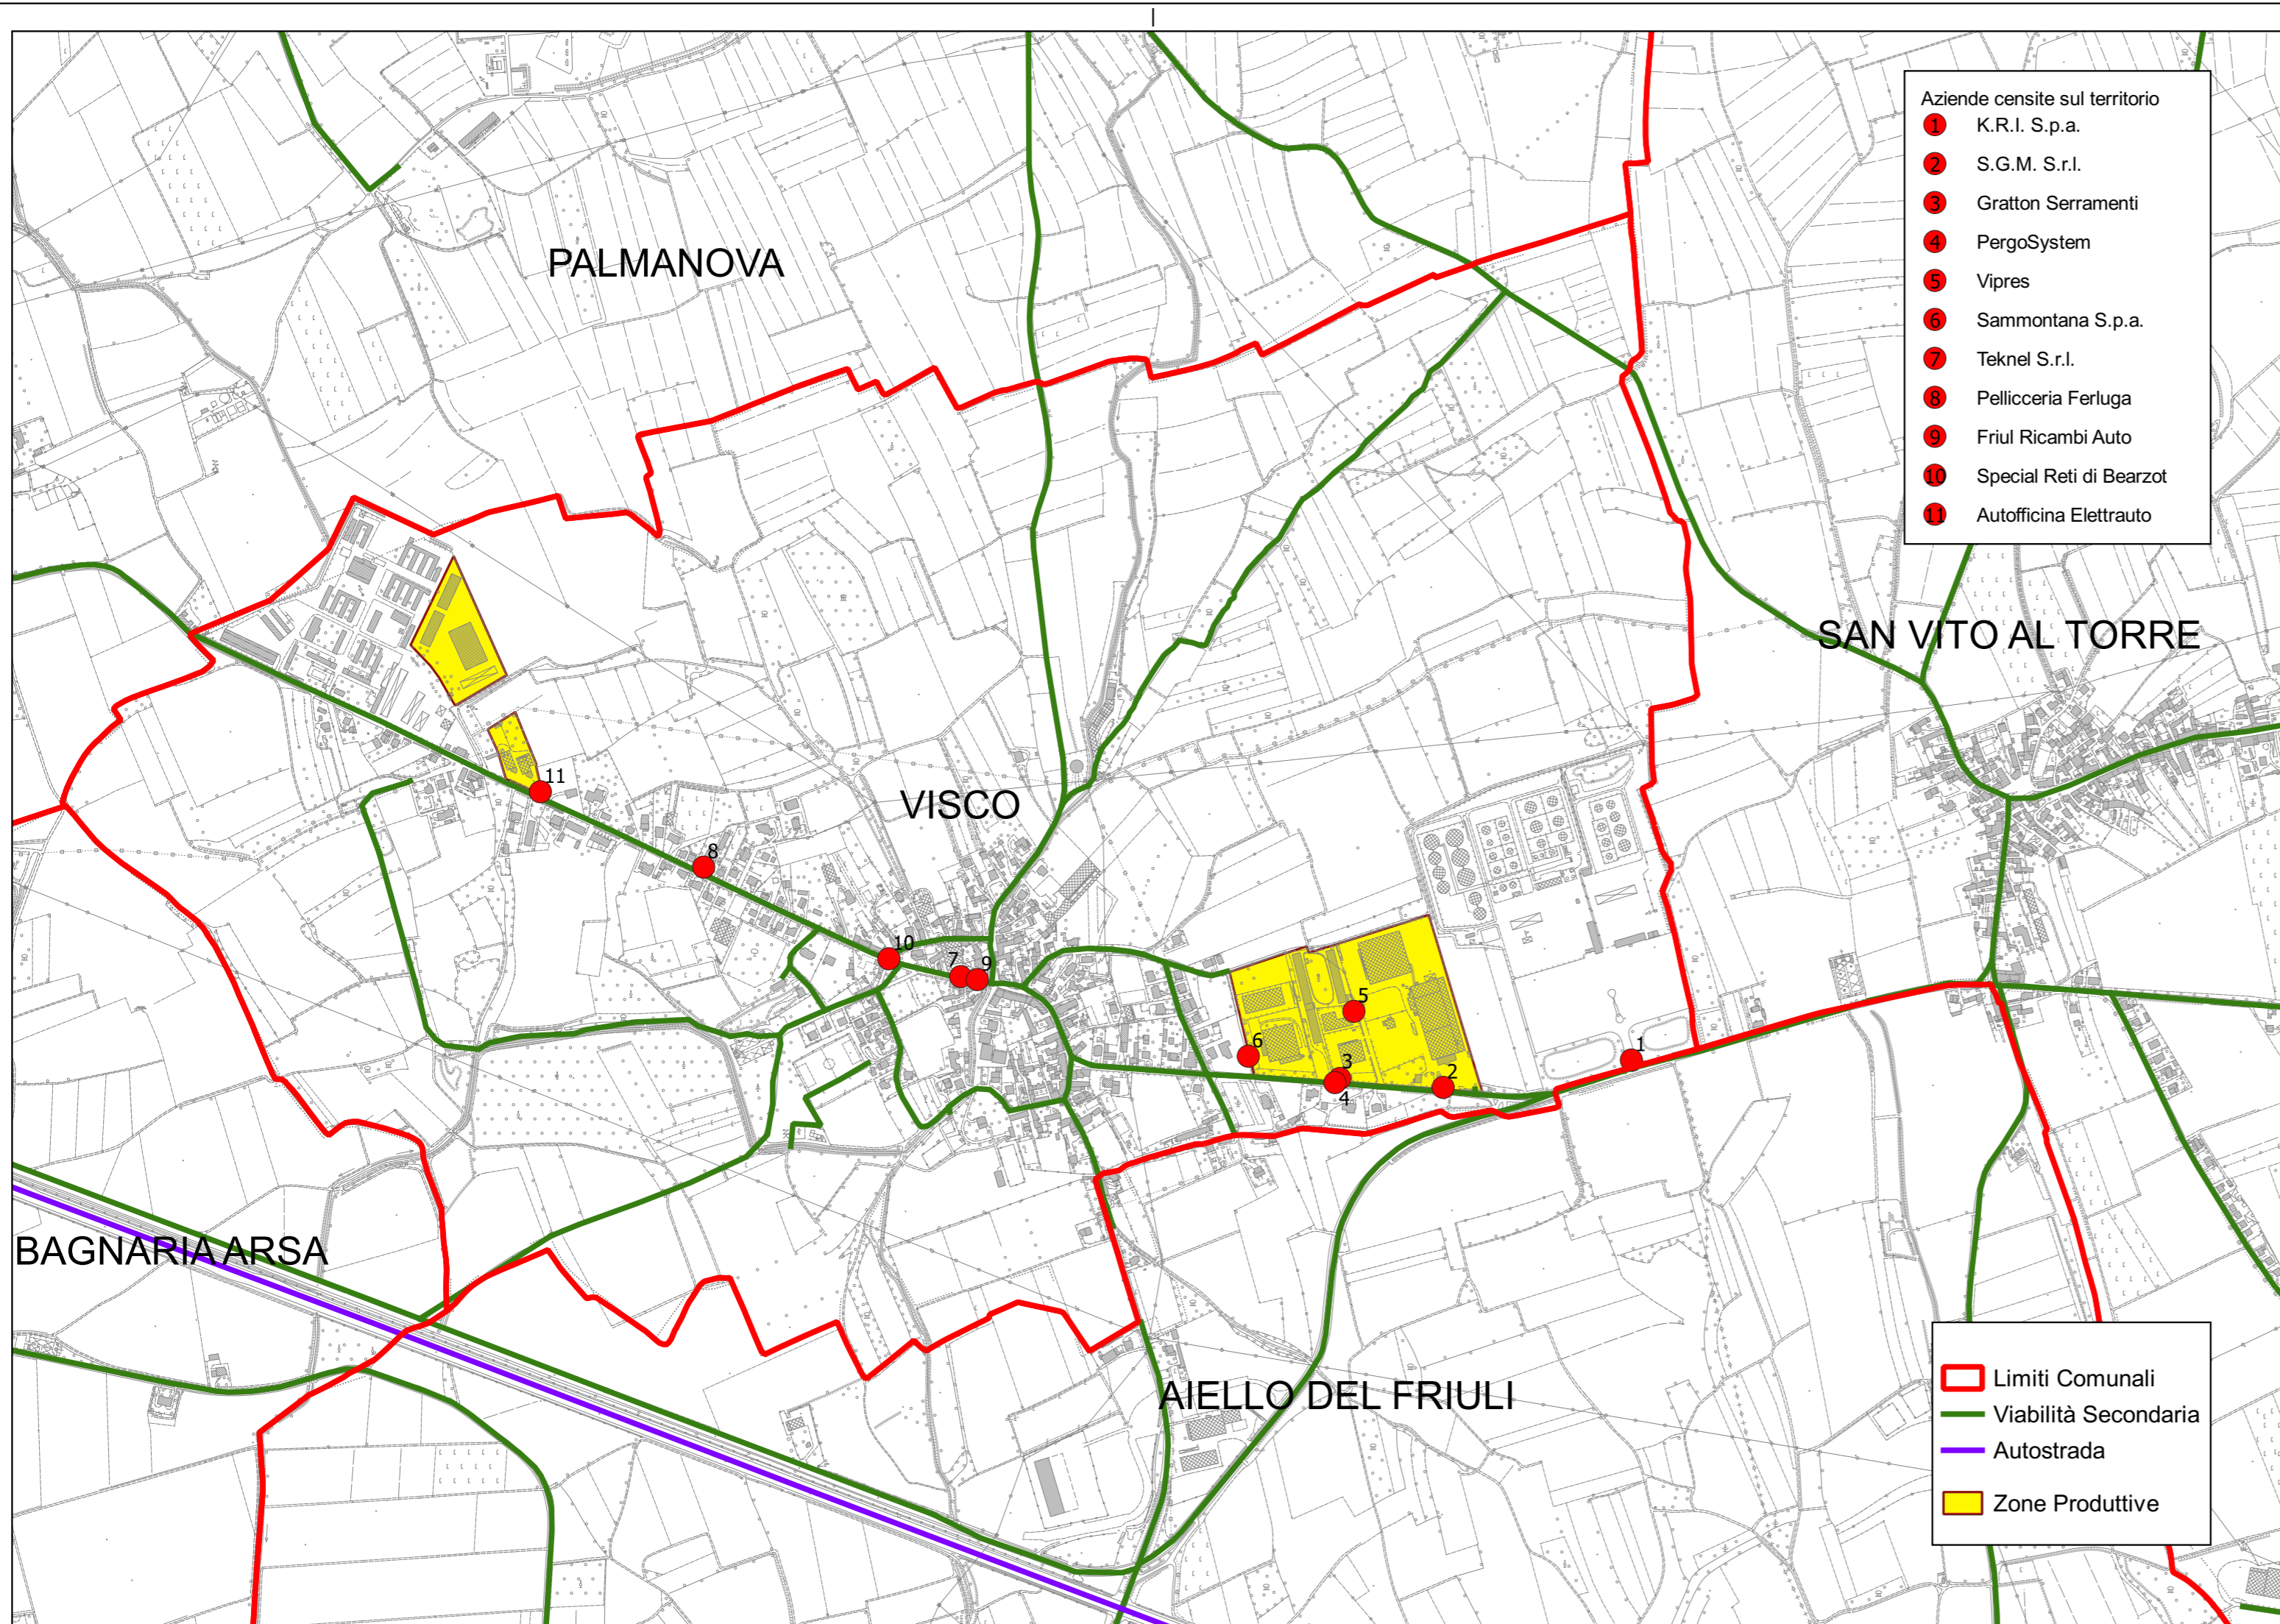 Aziende censite sul territorio
1 K.R.I. S.p.a.
2 S.G.M. S.r.l.
3 Gratton Serramenti
4 PergoSystem
5 Vipres
6 Sammontana S.p.a.
7 Teknel S.r.l.
8 Pellicceria Ferluga
9 Friul Ricambi Auto
10 Special Reti di Bearzot
11 Autofficina Elettrauto
PALMANOVA
SAN VITO AL TORRE
11
VISCO
8
10
7 9
5
6
3
4
2
1
BAGNARIA ARSA
AIELLO DEL FRIULI
Limiti Comunali
Viabilità Secondaria
Autostrada
Zone Produttive